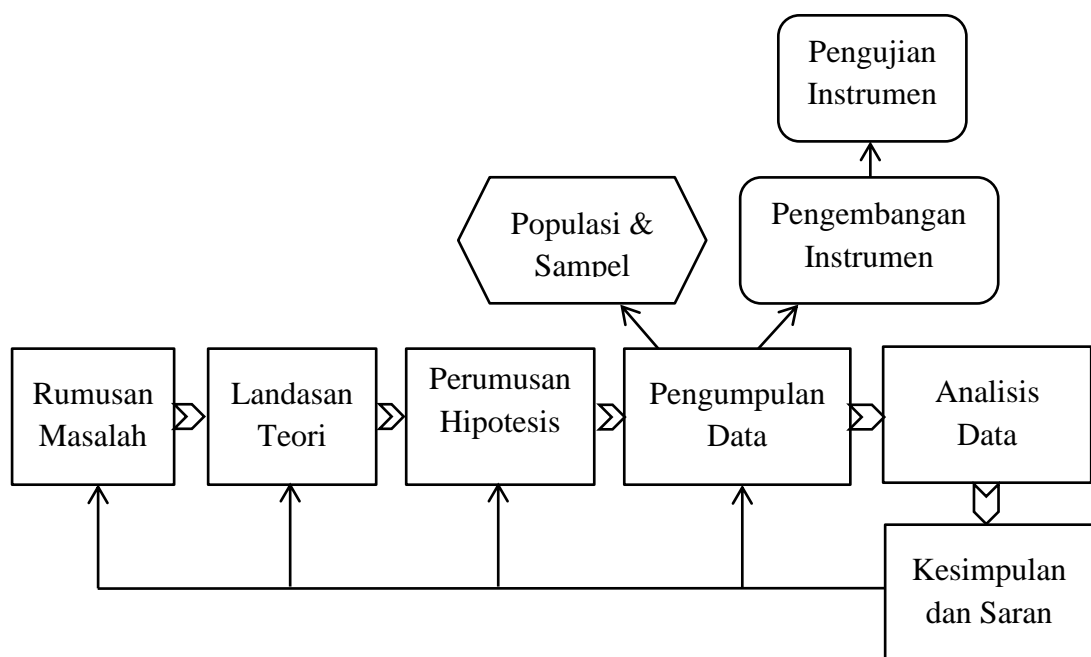 Pengujian
Instrumen
Populasi &
Sampel
Pengembangan
Instrumen
Rumusan
Masalah
Landasan
Teori
Perumusan
Hipotesis
Pengumpulan
Data
Analisis
Data
Kesimpulan
dan Saran